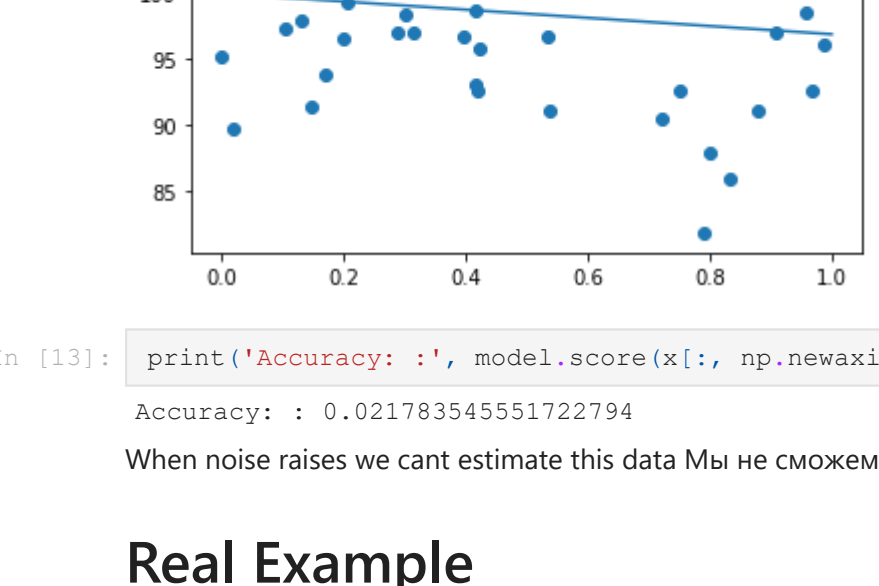 95
90
85
0.0 0.2 0.4 0.6 0.8 1.0
[13]: print('Accuracy: :', model.score(x[:, np.newaxi
Accuracy: : 0.021783545551722794
When noise raises we cant estimate this data Мы не сможем
Real Example